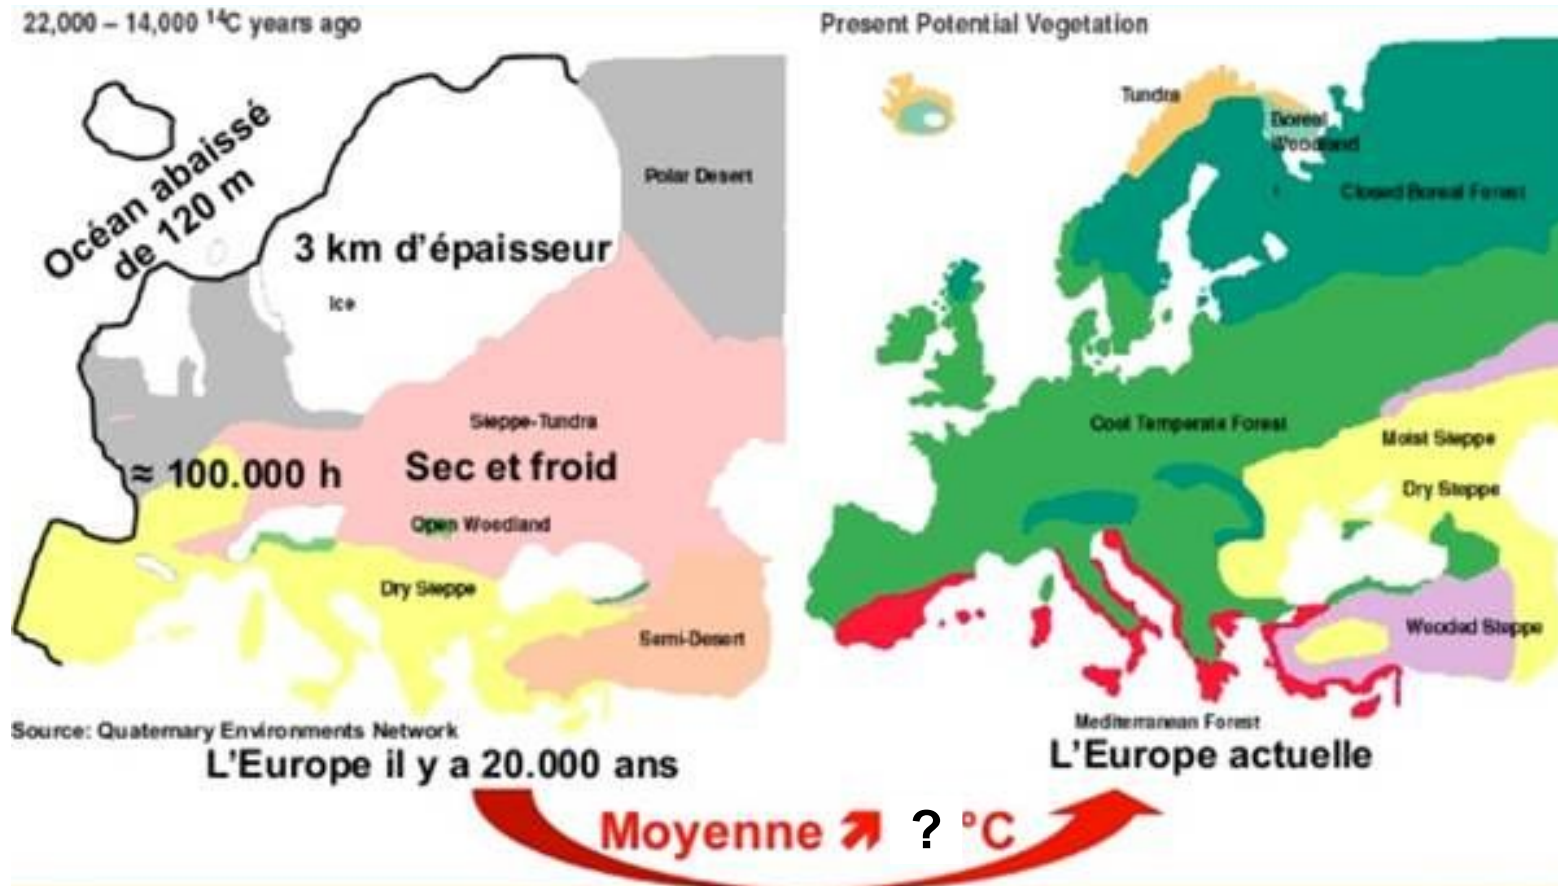 22,000 – 14,000 ¹⁴C years ago
Océan abaissé
de 120 m
Polar Desert
3 km d'épaisseur
Ice
Steppe-Tundra
≈ 100.000 h
Sec et froid
Open Woodland
Dry Steppe
Semi-Desert
Source: Quaternary Environments Network
L'Europe il y a 20.000 ans
Present Potential Vegetation
Tundra
Boreal
Woodland
Closed Boreal Forest
Cool Temperate Forest
Moist Steppe
Dry Steppe
Wooded Steppe
Mediterranean Forest
L'Europe actuelle
Moyenne ? °C